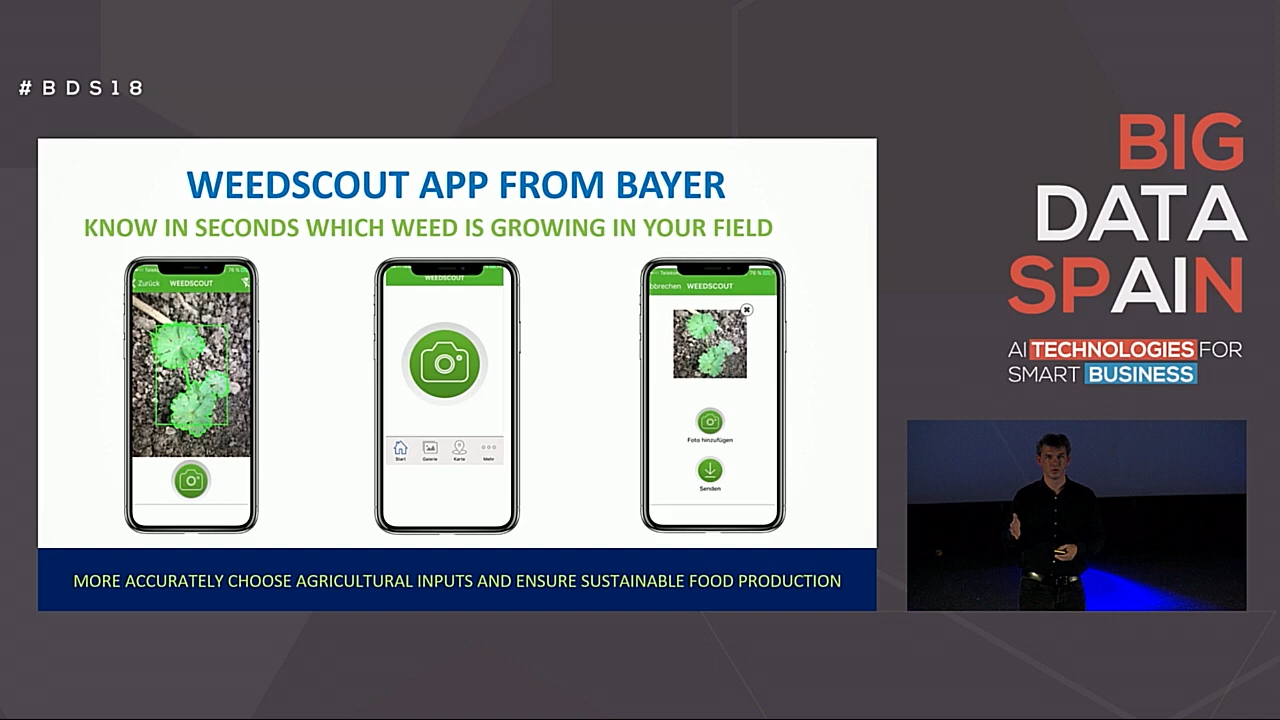 #BDS18
WEEDSCOUT APP FROM BAYER
KNOW IN SECONDS WHICH WEED IS GROWING IN YOUR FIELD
Zurück WEEDSCOUT
WEEDSCOUT
Start Galerie Karte Mehr
bbrechen WEEDSCOUT
Foto hinzufügen
Senden
MORE ACCURATELY CHOOSE AGRICULTURAL INPUTS AND ENSURE SUSTAINABLE FOOD PRODUCTION
BIG
DATA
SPAIN
AI TECHNOLOGIES FOR
SMART BUSINESS